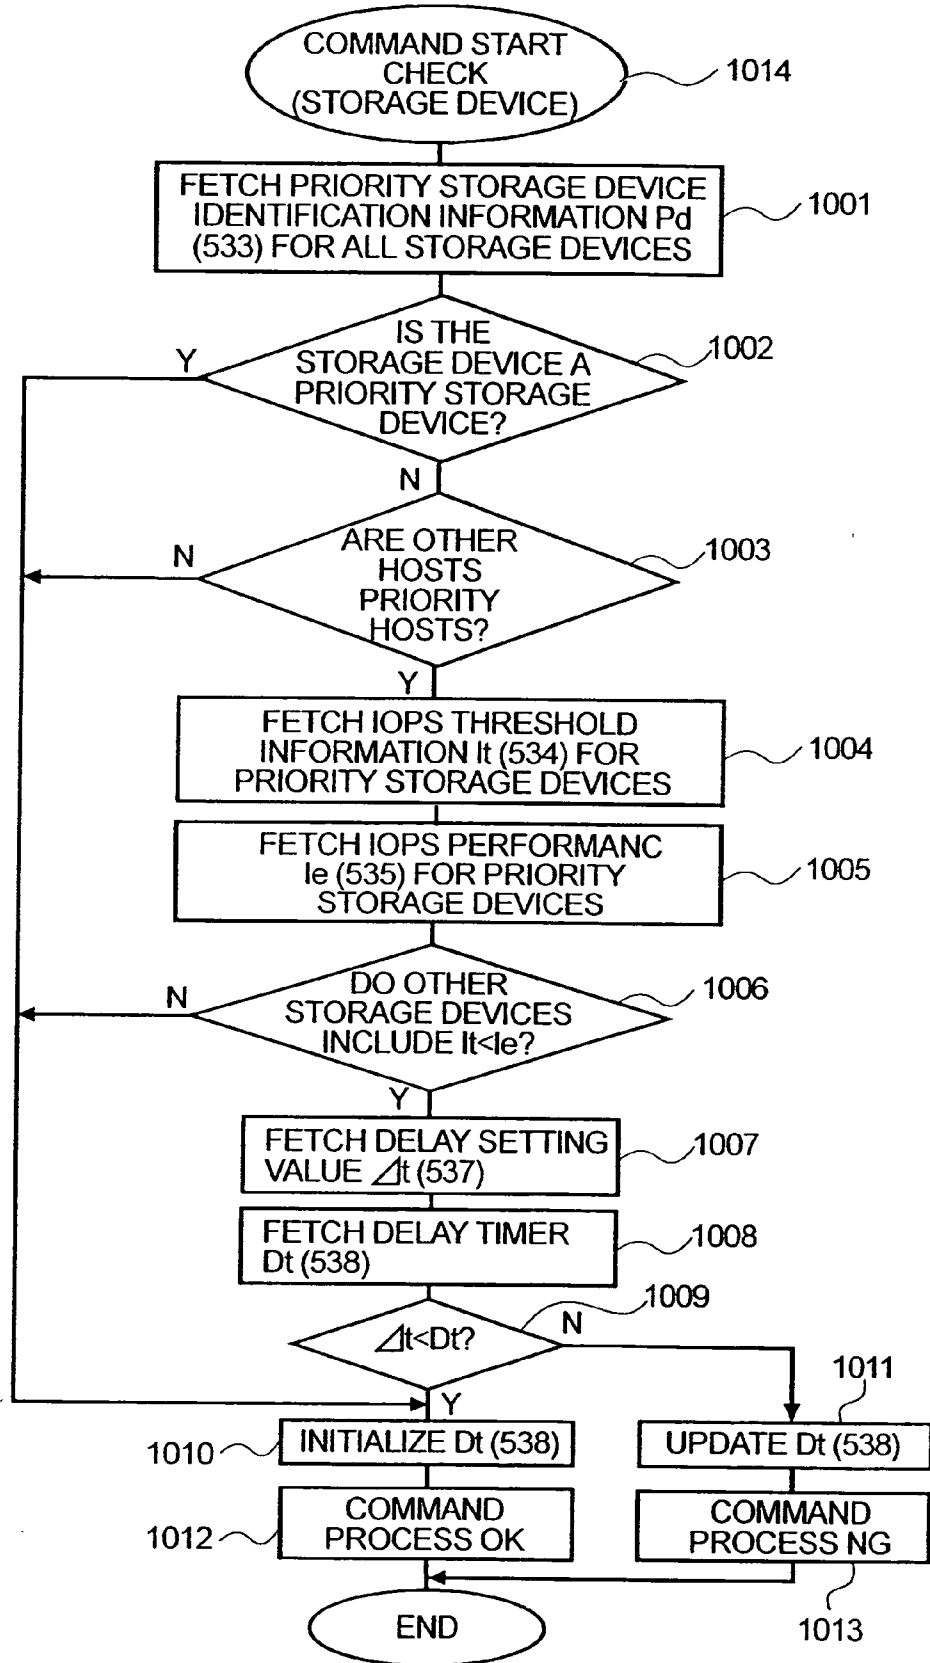 COMMAND START
CHECK
(STORAGE DEVICE)
1014
FETCH PRIORITY STORAGE DEVICE
IDENTIFICATION INFORMATION Pd
(533) FOR ALL STORAGE DEVICES
1001
IS THE
STORAGE DEVICE A
PRIORITY STORAGE
DEVICE?
1002
Y
N
ARE OTHER
HOSTS
PRIORITY
HOSTS?
1003
N
Y
FETCH IOPS THRESHOLD
INFORMATION It (534) FOR
PRIORITY STORAGE DEVICES
1004
FETCH IOPS PERFORMANC
Ie (535) FOR PRIORITY
STORAGE DEVICES
1005
DO OTHER
STORAGE DEVICES
INCLUDE It<Ie?
1006
N
Y
FETCH DELAY SETTING
VALUE ⊿t (537)
1007
FETCH DELAY TIMER
Dt (538)
1008
⊿t<Dt?
1009
N
Y
1010
INITIALIZE Dt (538)
1011
UPDATE Dt (538)
1012
COMMAND
PROCESS OK
COMMAND
PROCESS NG
1013
END